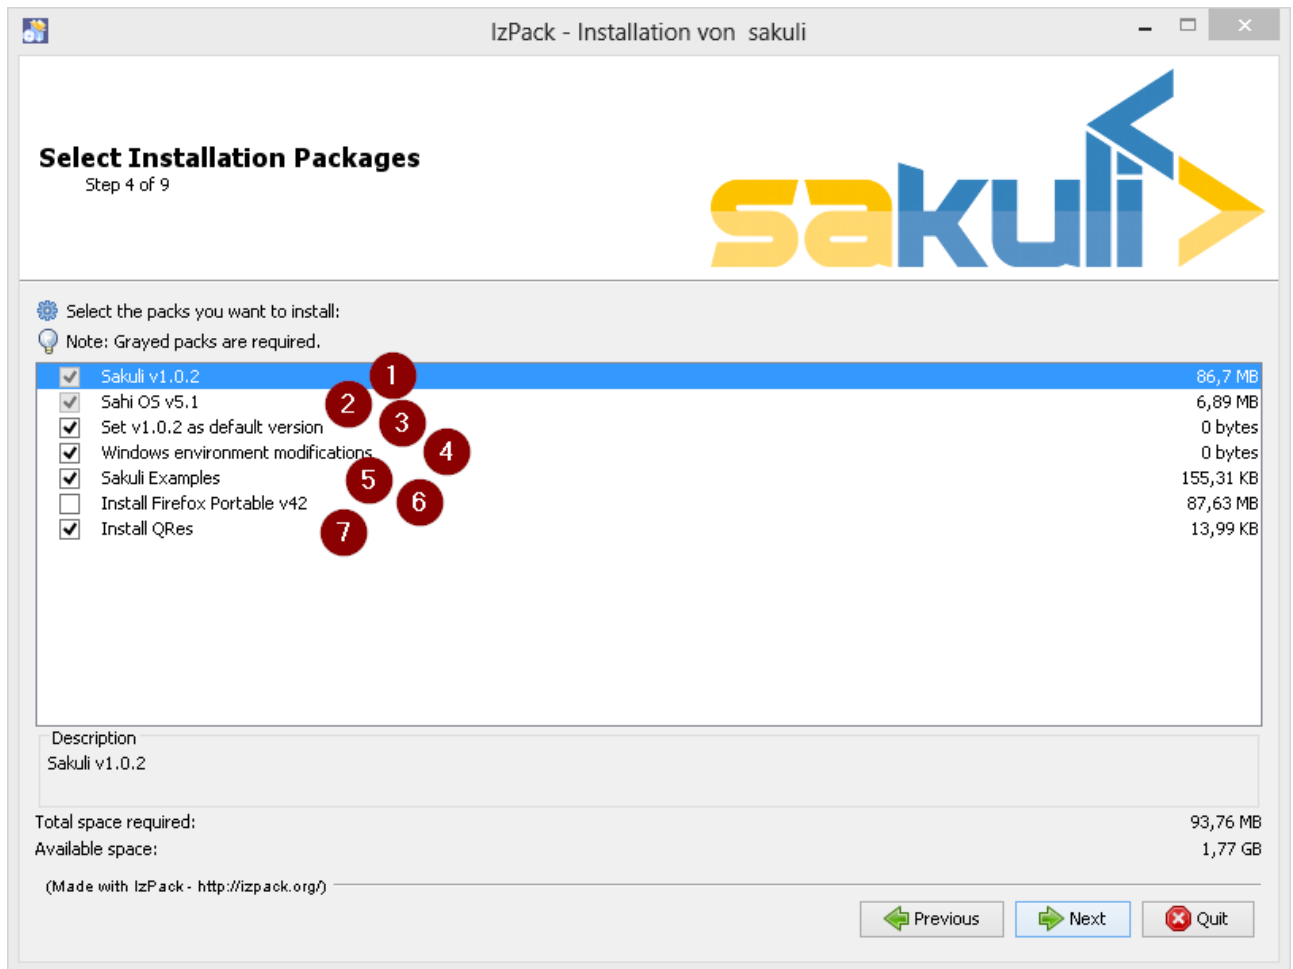 IzPack - Installation von sakuli
Select Installation Packages
Step 4 of 9
sakuli
Select the packs you want to install:
Note: Grayed packs are required.
Sakuli v1.0.2 1 86,7 MB
Sahi OS v5.1 2 6,89 MB
Set v1.0.2 as default version 3 0 bytes
Windows environment modifications. 4 0 bytes
Sakuli Examples 5 155,31 KB
Install Firefox Portable v42 6 87,63 MB
Install QRes 7 13,99 KB
Description
Sakuli v1.0.2
Total space required: 93,76 MB
Available space: 1,77 GB
(Made with IzPack - http://izpack.org/)
Previous Next Quit